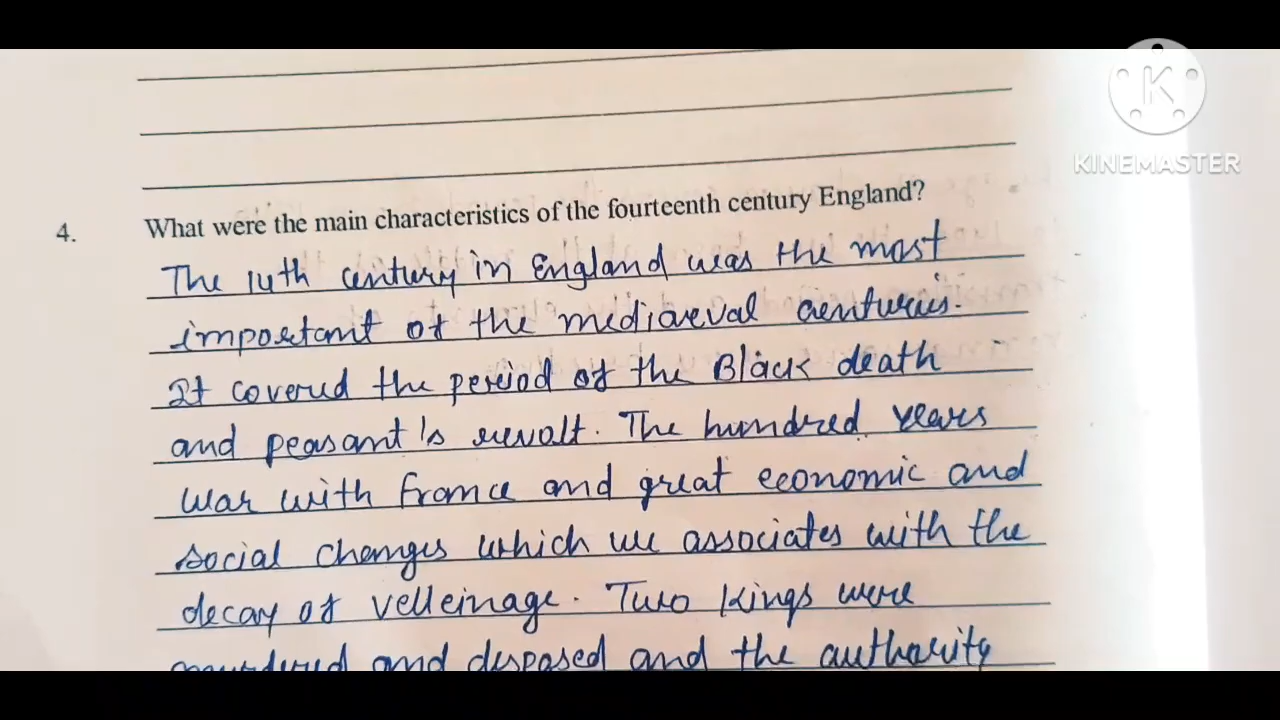 KINEMASTER
4. What were the main characteristics of the fourteenth century England?
The 14th century in England was the most
important of the mediaeval centuries.
It covered the period of the Black death
and peasant's revolt. The hundred years
war with france and great economic and
social changes which we associates with the
decay of velleinage. Two kings were
murdered and desposed and the authority